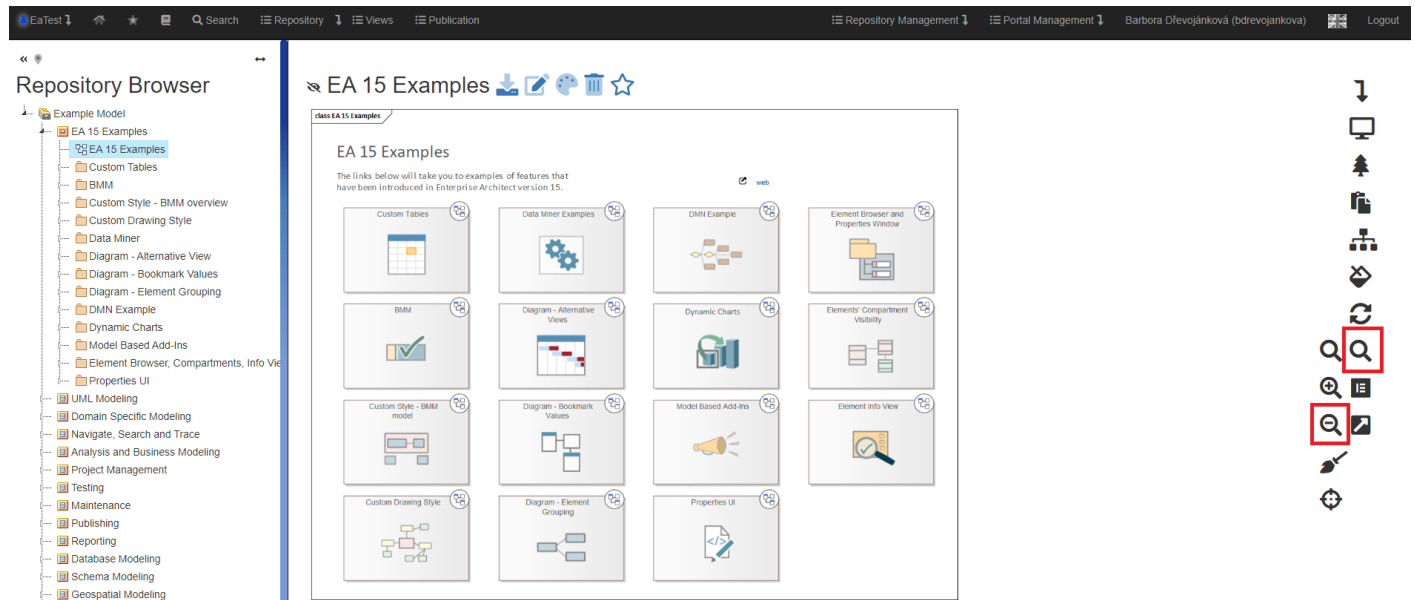 EaTest
Search
Repository
Views
Publication
Repository Management
Portal Management
Barbora Dřevojánková (bdrevojankova)
Logout
Repository Browser
Example Model
EA 15 Examples
EA 15 Examples
Custom Tables
BMM
Custom Style - BMM overview
Custom Drawing Style
Data Miner
Diagram - Alternative View
Diagram - Bookmark Values
Diagram - Element Grouping
DMN Example
Dynamic Charts
Model Based Add-Ins
Element Browser, Compartments, Info Vie
Properties UI
UML Modeling
Domain Specific Modeling
Navigate, Search and Trace
Analysis and Business Modeling
Project Management
Testing
Maintenance
Publishing
Reporting
Database Modeling
Schema Modeling
Geospatial Modeling
EA 15 Examples
class EA 15 Examples
EA 15 Examples
The links below will take you to examples of features that
have been introduced in Enterprise Architect version 15.
web
Custom Tables
Data Miner Examples
DMN Example
Element Browser and
Properties Window
BMM
Diagram - Alternative
Views
Dynamic Charts
Elements' Compartment
Visibility
Custom Style - BMM
model
Diagram - Bookmark
Values
Model Based Add-Ins
Element Info View
Custom Drawing Style
Diagram - Element
Grouping
Properties UI